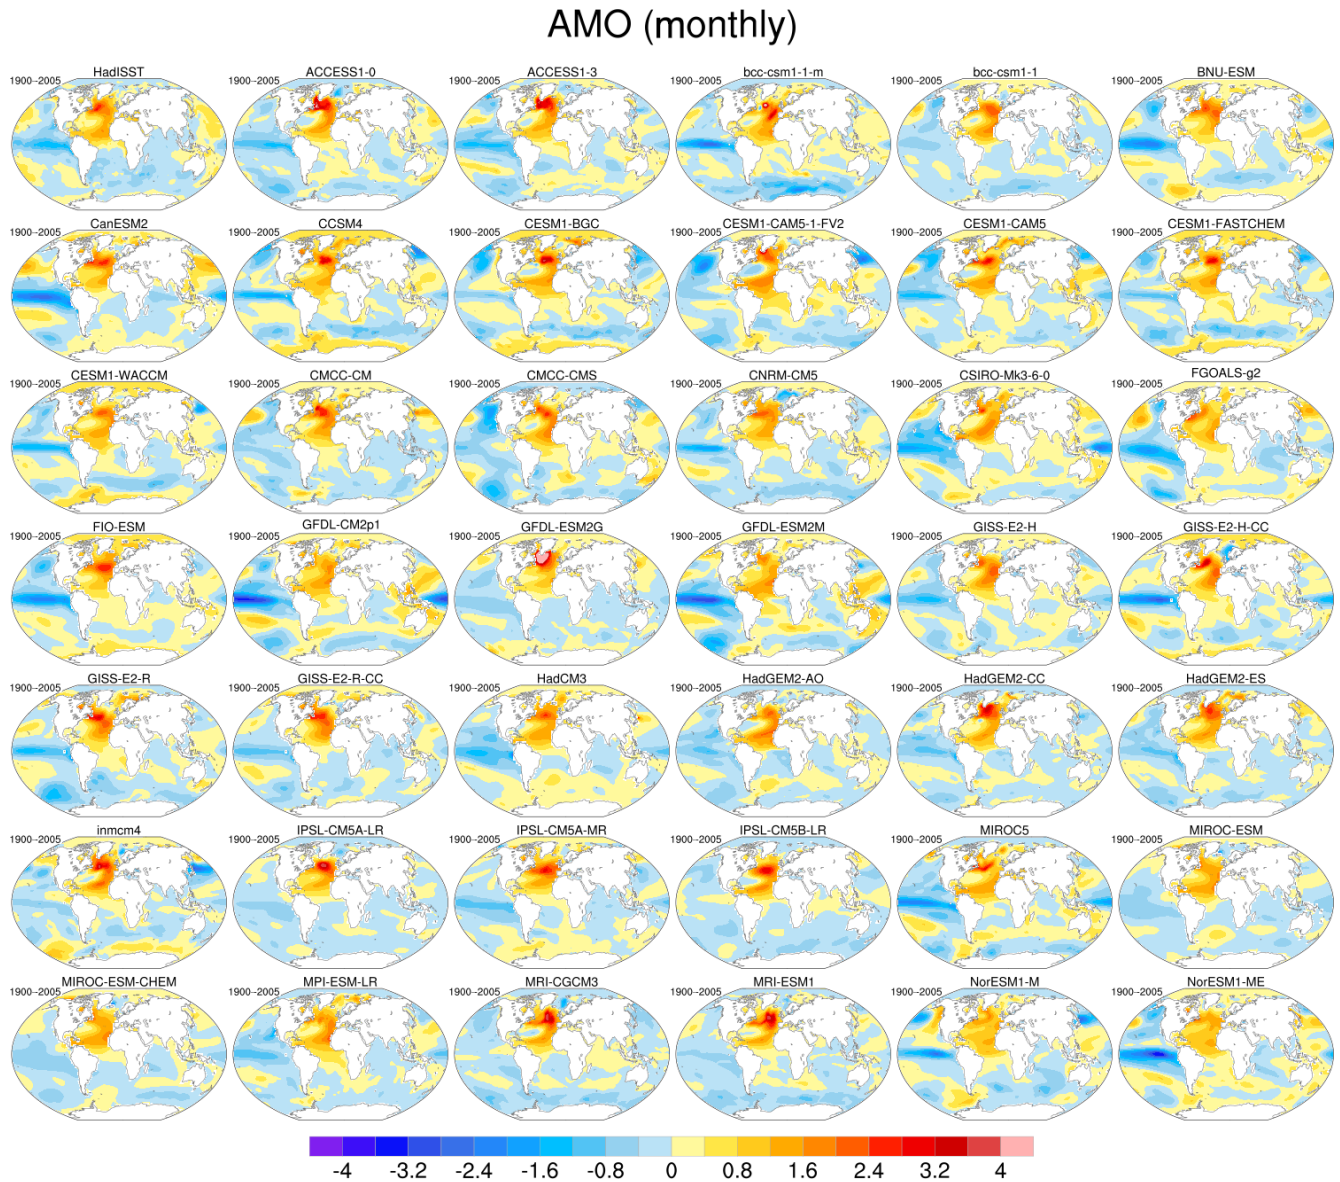 AMO (monthly)
HadISST ACCESS1-0 ACCESS1-3 bcc-csm1-1-m bcc-csm1-1 BNU-ESM
1900-2005 1900-2005 1900-2005 1900-2005 1900-2005 1900-2005
CanESM2 CCSM4 CESM1-BGC CESM1-CAM5-1-FV2 CESM1-CAM5 CESM1-FASTCHEM
1900-2005 1900-2005 1900-2005 1900-2005 1900-2005 1900-2005
CESM1-WACCM CMCC-CM CMCC-CMS CNRM-CM5 CSIRO-Mk3-6-0 FGOALS-g2
1900-2005 1900-2005 1900-2005 1900-2005 1900-2005 1900-2005
FIO-ESM GFDL-CM2p1 GFDL-ESM2G GFDL-ESM2M GISS-E2-H GISS-E2-H-CC
1900-2005 1900-2005 1900-2005 1900-2005 1900-2005 1900-2005
GISS-E2-R GISS-E2-R-CC HadCM3 HadGEM2-AO HadGEM2-CC HadGEM2-ES
1900-2005 1900-2005 1900-2005 1900-2005 1900-2005 1900-2005
inmcm4 IPSL-CM5A-LR IPSL-CM5A-MR IPSL-CM5B-LR MIROC5 MIROC-ESM
1900-2005 1900-2005 1900-2005 1900-2005 1900-2005 1900-2005
MIROC-ESM-CHEM MPI-ESM-LR MRI-CGCM3 MRI-ESM1 NorESM1-M NorESM1-ME
1900-2005 1900-2005 1900-2005 1900-2005 1900-2005 1900-2005
-4 -3.2 -2.4 -1.6 -0.8 0 0.8 1.6 2.4 3.2 4